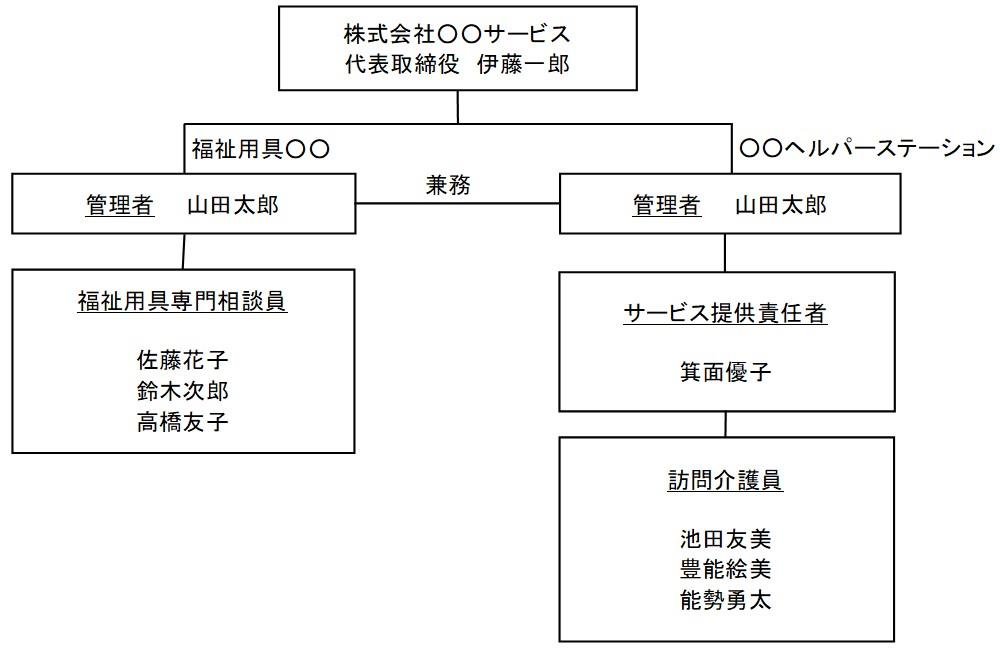 株式会社〇〇サービス
代表取締役 伊藤一郎
福祉用具〇〇
〇〇ヘルパーステーション
管理者 山田太郎
兼務
管理者 山田太郎
福祉用具専門相談員
佐藤花子
鈴木次郎
高橋友子
サービス提供責任者
箕面優子
訪問介護員
池田友美
豊能絵美
能勢勇太